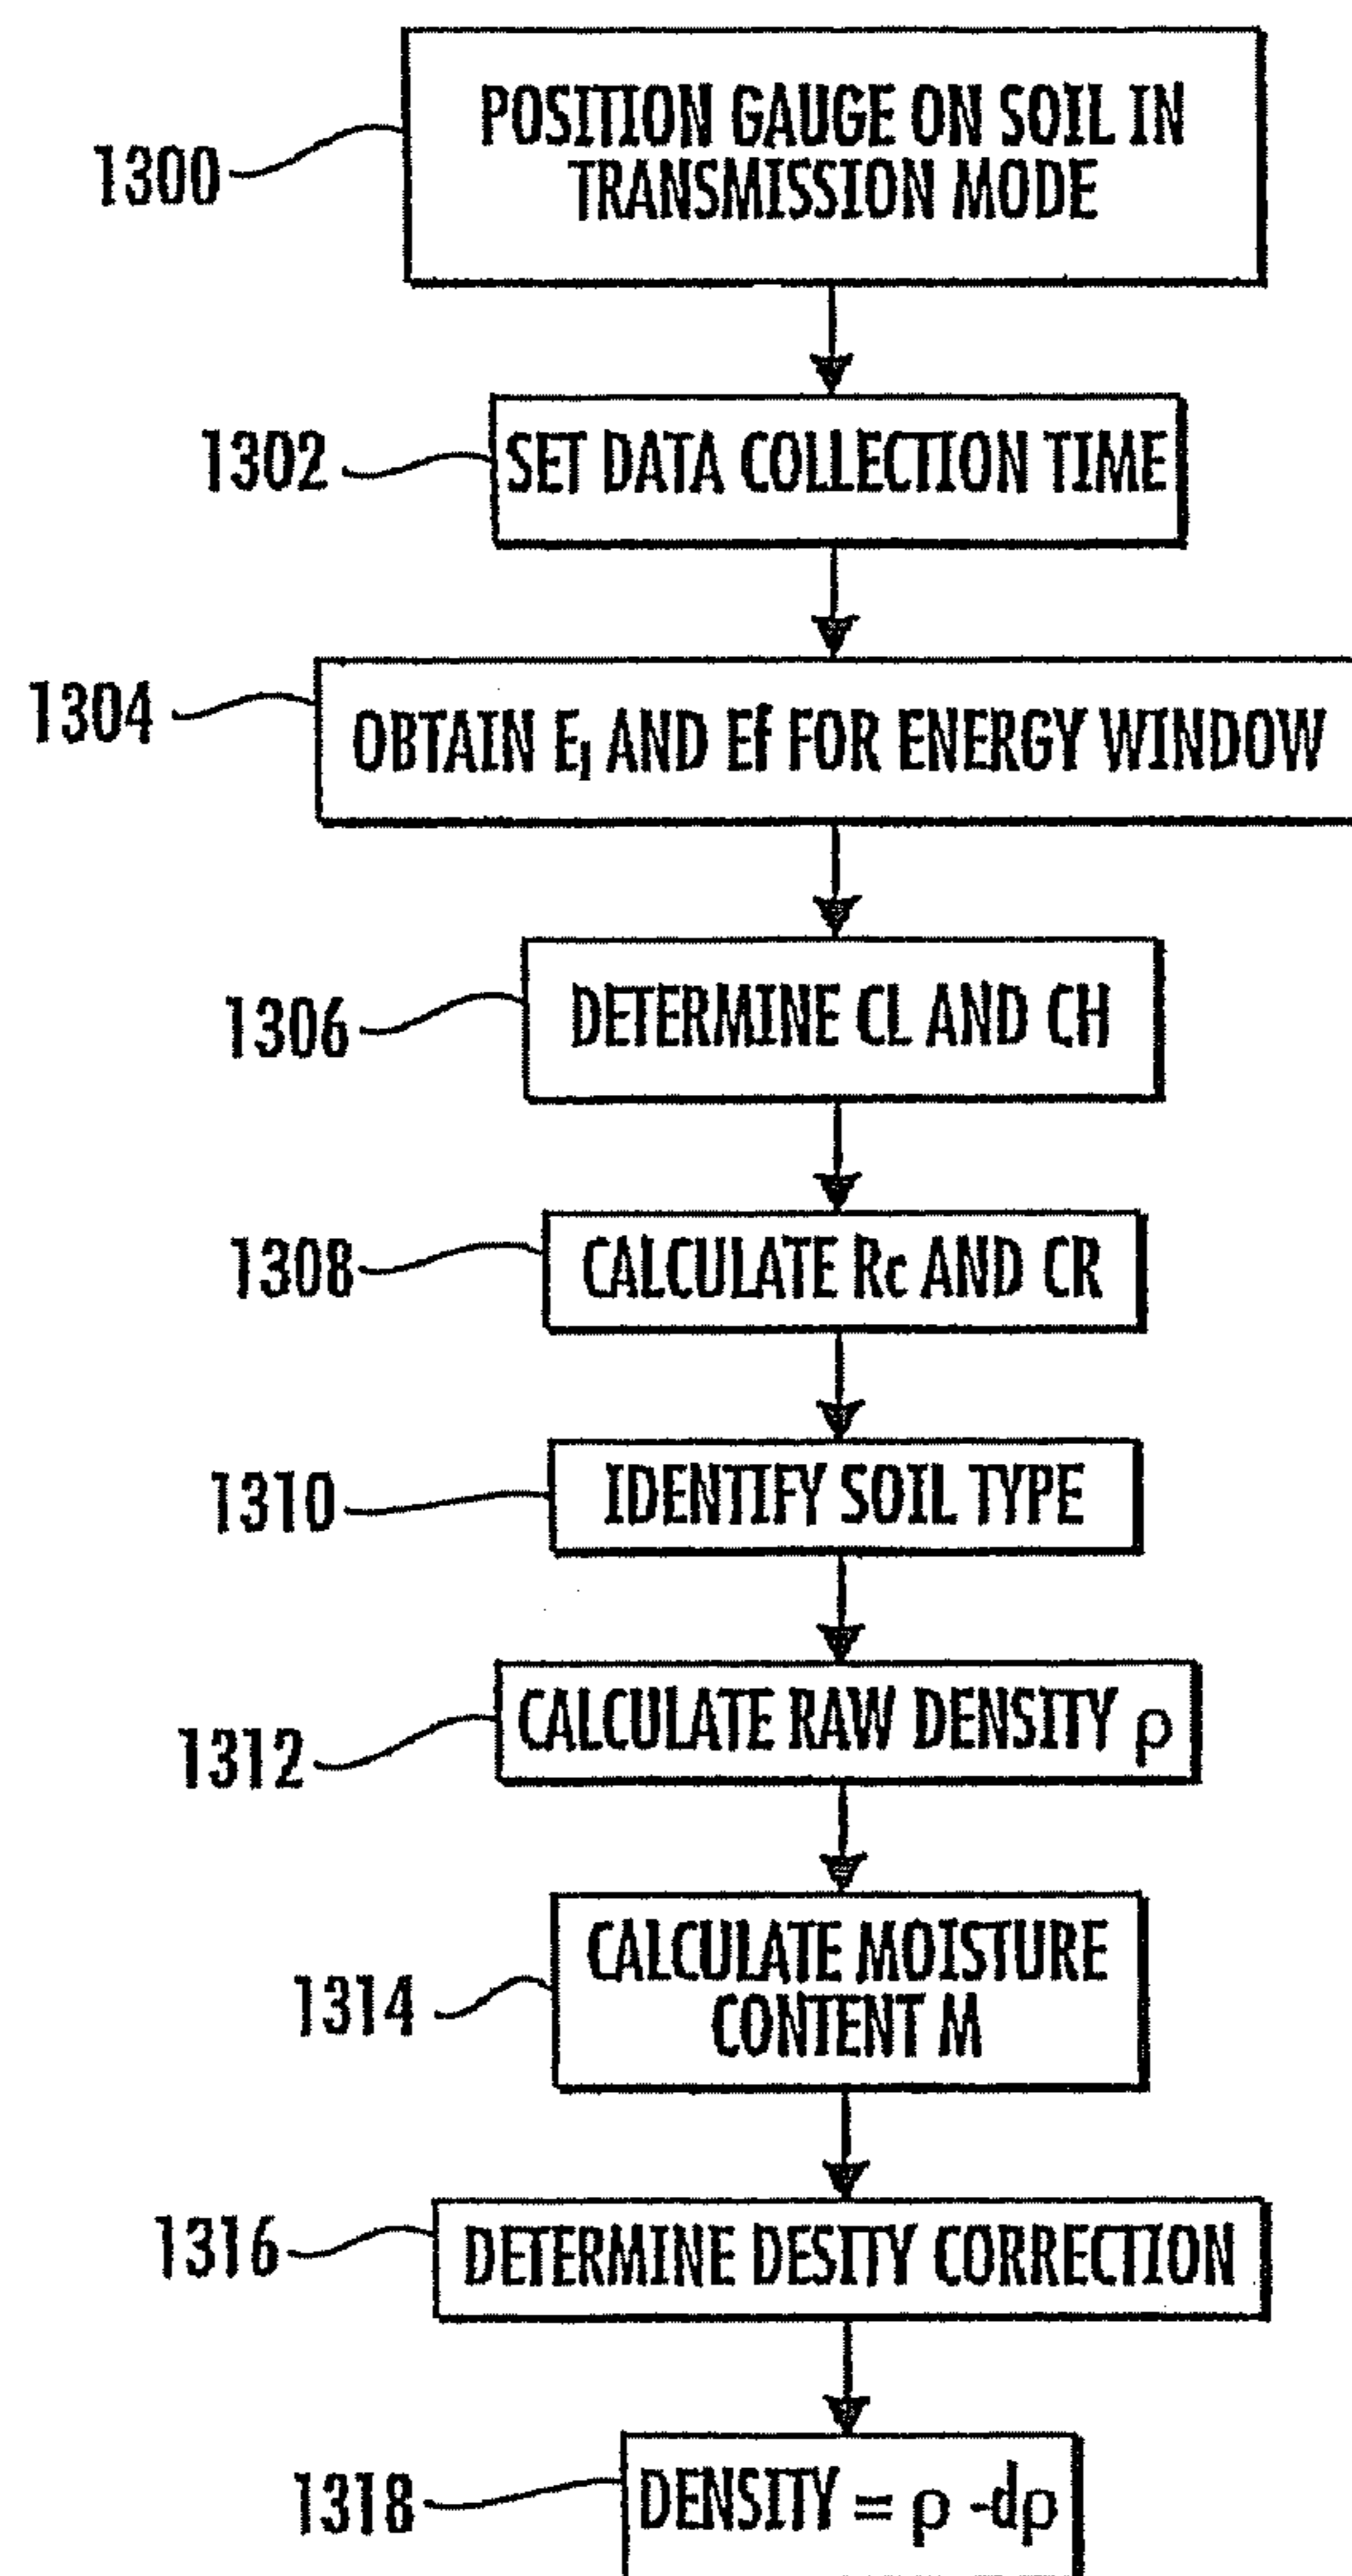 1300
POSITION GAUGE ON SOIL IN
TRANSMISSION MODE
1302
SET DATA COLLECTION TIME
1304
OBTAIN Eı AND Ef FOR ENERGY WINDOW
1306
DETERMINE CL AND CH
1308
CALCULATE Rc AND CR
1310
IDENTIFY SOIL TYPE
1312
CALCULATE RAW DENSITY ρ
1314
CALCULATE MOISTURE
CONTENT M
1316
DETERMINE DESITY CORRECTION
1318
DENSITY = ρ -dρ